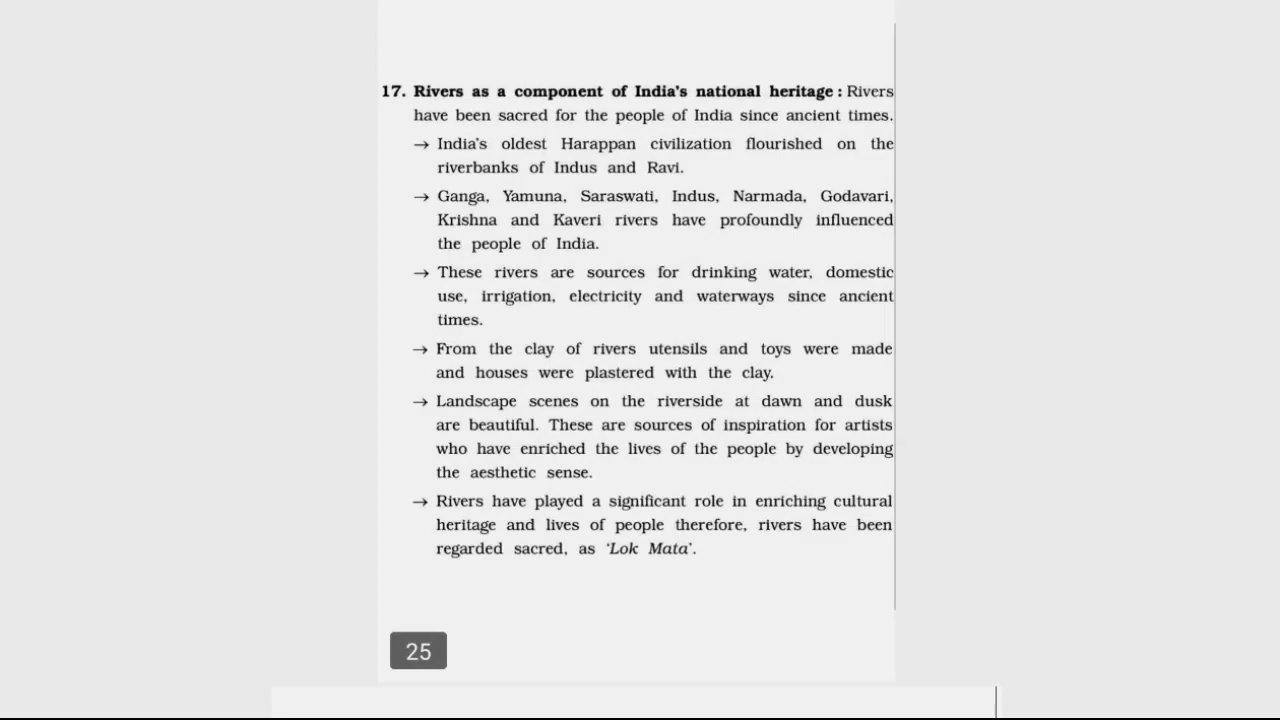 17. Rivers as a component of India's national heritage : Rivers
have been sacred for the people of India since ancient times.
→ India's oldest Harappan civilization flourished on the
riverbanks of Indus and Ravi.
→ Ganga, Yamuna, Saraswati, Indus, Narmada, Godavari,
Krishna and Kaveri rivers have profoundly influenced
the people of India.
→ These rivers are sources for drinking water, domestic
use, irrigation, electricity and waterways since ancient
times.
→ From the clay of rivers utensils and toys were made
and houses were plastered with the clay.
→ Landscape scenes on the riverside at dawn and dusk
are beautiful. These are sources of inspiration for artists
who have enriched the lives of the people by developing
the aesthetic sense.
→ Rivers have played a significant role in enriching cultural
heritage and lives of people therefore, rivers have been
regarded sacred, as 'Lok Mata'.
25